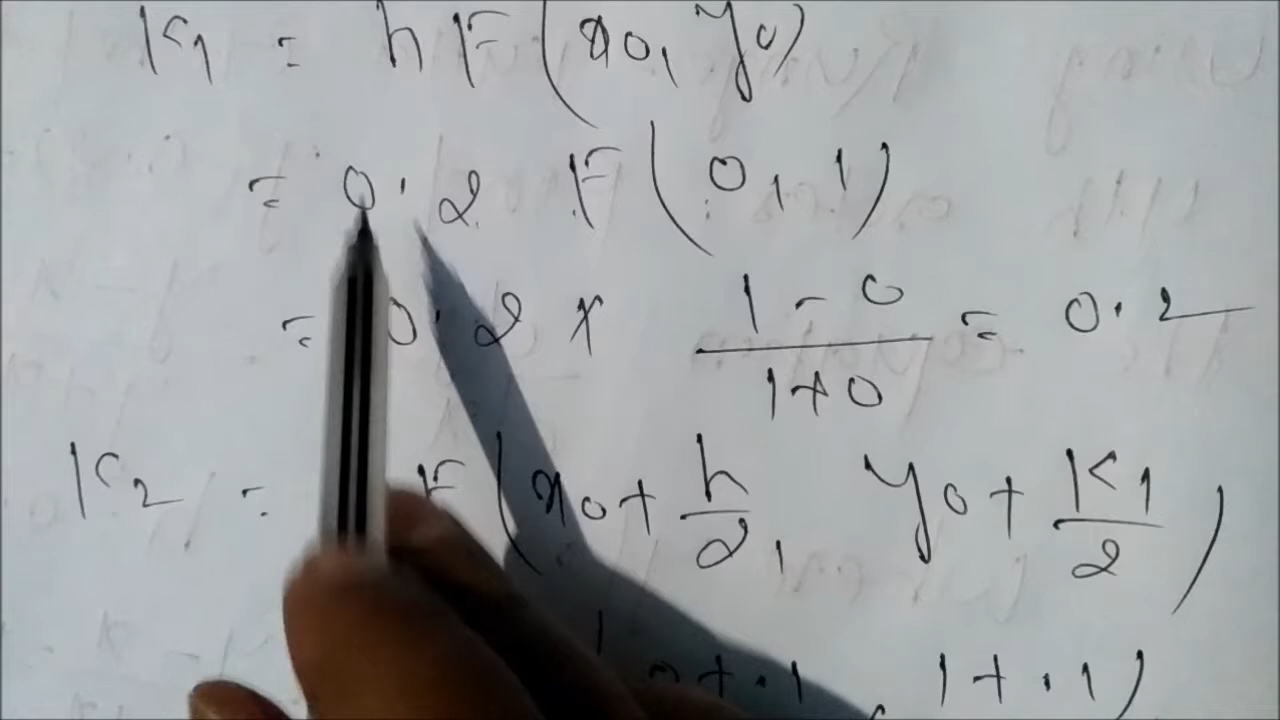 K1 = hF(x0, y0)
= 0.2 F(0, 1)
= 0.2 × (1-0)/(1+0) = 0.2
K2 = F(x0 + h/2, y0 + K1/2)
0+.1, 1+.1)